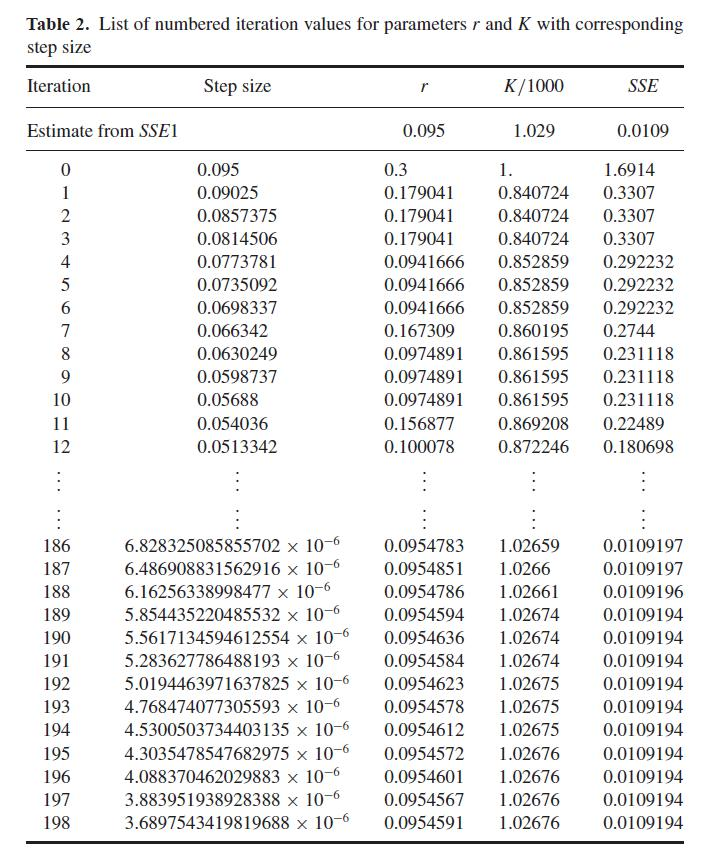 Table 2. List of numbered iteration values for parameters r and K with corresponding
step size
Iteration Step size r K/1000 SSE
Estimate from SSE1 0.095 1.029 0.0109
0 0.095 0.3 1. 1.6914
1 0.09025 0.179041 0.840724 0.3307
2 0.0857375 0.179041 0.840724 0.3307
3 0.0814506 0.179041 0.840724 0.3307
4 0.0773781 0.0941666 0.852859 0.292232
5 0.0735092 0.0941666 0.852859 0.292232
6 0.0698337 0.0941666 0.852859 0.292232
7 0.066342 0.167309 0.860195 0.2744
8 0.0630249 0.0974891 0.861595 0.231118
9 0.0598737 0.0974891 0.861595 0.231118
10 0.05688 0.0974891 0.861595 0.231118
11 0.054036 0.156877 0.869208 0.22489
12 0.0513342 0.100078 0.872246 0.180698
⋮ ⋮ ⋮ ⋮ ⋮
⋮ ⋮ ⋮ ⋮ ⋮
186 6.828325085855702 × 10⁻⁶ 0.0954783 1.02659 0.0109197
187 6.486908831562916 × 10⁻⁶ 0.0954851 1.0266 0.0109197
188 6.16256338998477 × 10⁻⁶ 0.0954786 1.02661 0.0109196
189 5.854435220485532 × 10⁻⁶ 0.0954594 1.02674 0.0109194
190 5.5617134594612554 × 10⁻⁶ 0.0954636 1.02674 0.0109194
191 5.283627786488193 × 10⁻⁶ 0.0954584 1.02674 0.0109194
192 5.0194463971637825 × 10⁻⁶ 0.0954623 1.02675 0.0109194
193 4.768474077305593 × 10⁻⁶ 0.0954578 1.02675 0.0109194
194 4.5300503734403135 × 10⁻⁶ 0.0954612 1.02675 0.0109194
195 4.3035478547682975 × 10⁻⁶ 0.0954572 1.02676 0.0109194
196 4.088370462029883 × 10⁻⁶ 0.0954601 1.02676 0.0109194
197 3.883951938928388 × 10⁻⁶ 0.0954567 1.02676 0.0109194
198 3.6897543419819688 × 10⁻⁶ 0.0954591 1.02676 0.0109194